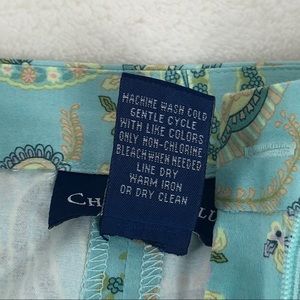 MACHINE WASH COLD
GENTLE CYCLE
WITH LIKE COLORS
ONLY NON-CHLORINE
BLEACH WHEN NEEDED
LINE DRY
WARM IRON
OR DRY CLEAN